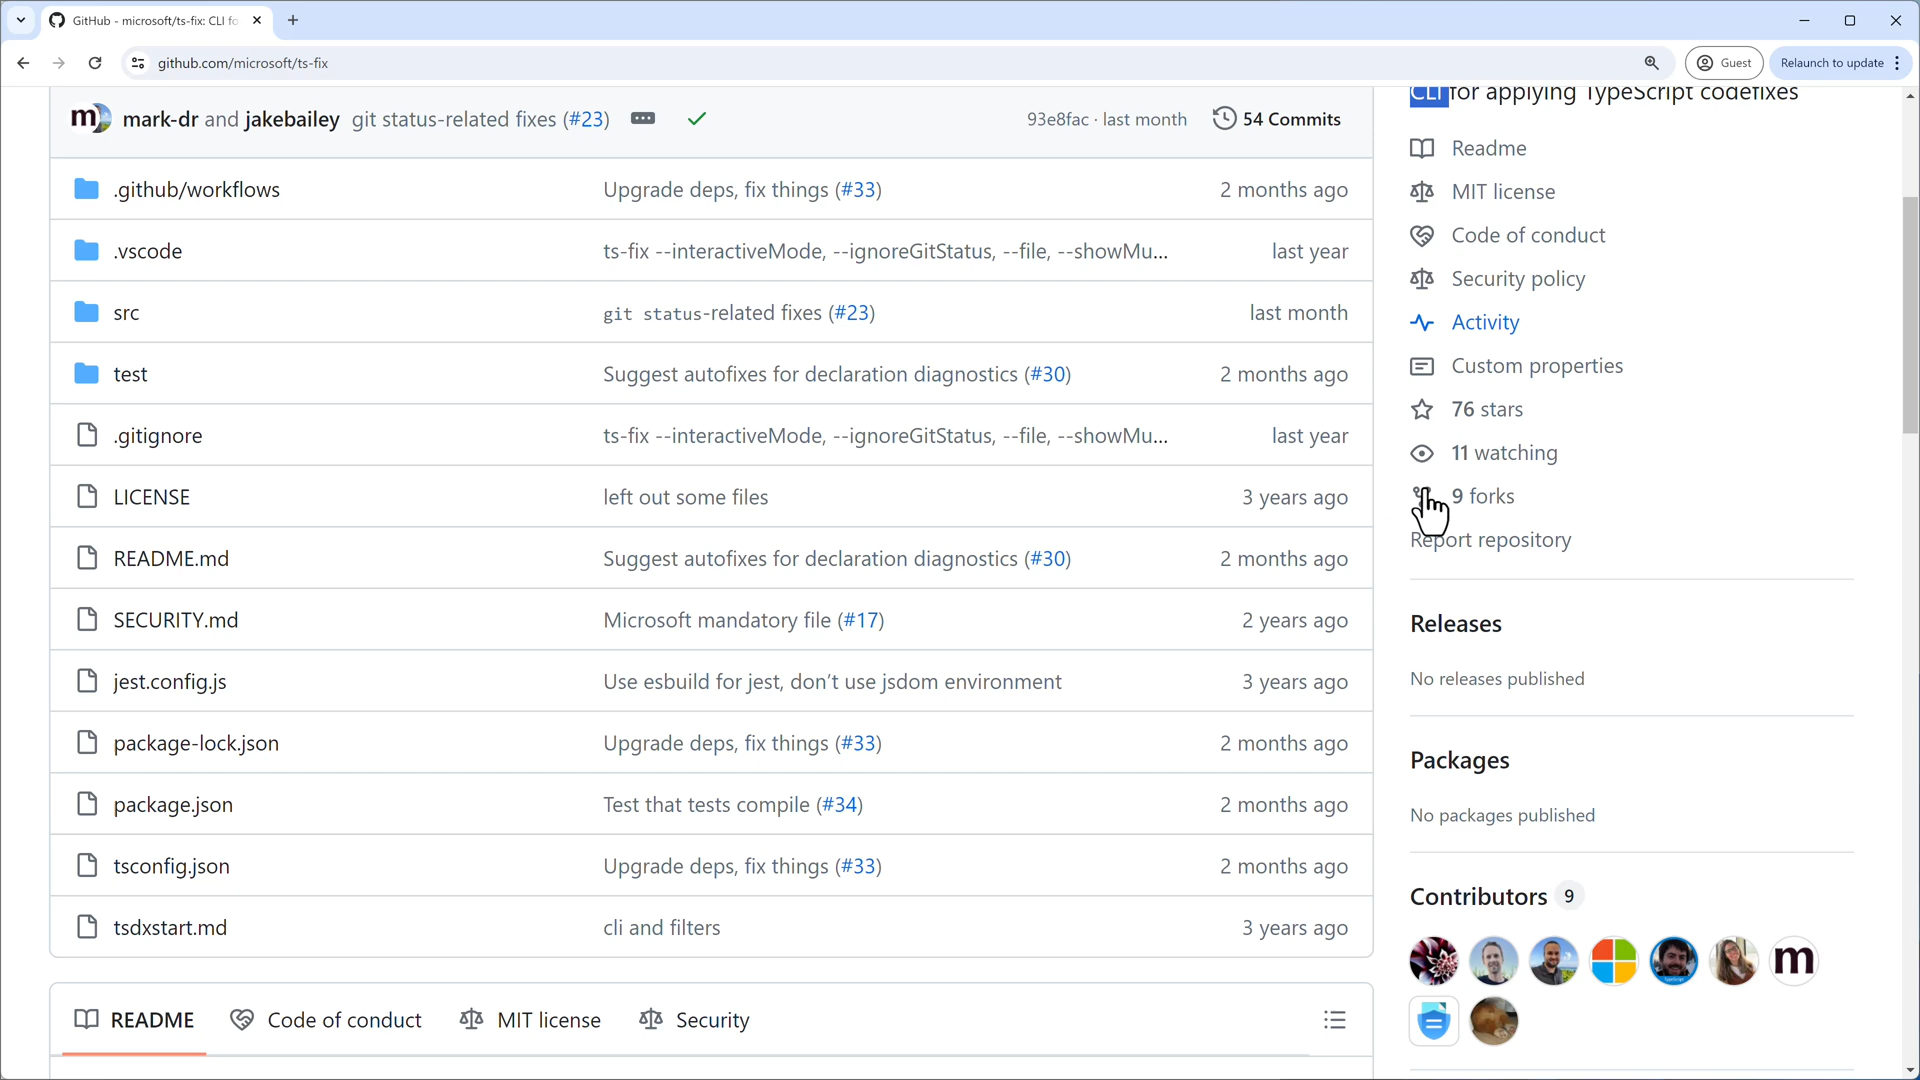 GitHub - microsoft/ts-fix: CLI fo
github.com/microsoft/ts-fix
Guest
Relaunch to update
mark-dr and jakebailey git status-related fixes (#23)
93e8fac · last month
54 Commits
.github/workflows Upgrade deps, fix things (#33) 2 months ago
.vscode ts-fix --interactiveMode, --ignoreGitStatus, --file, --showMu... last year
src git status-related fixes (#23) last month
test Suggest autofixes for declaration diagnostics (#30) 2 months ago
.gitignore ts-fix --interactiveMode, --ignoreGitStatus, --file, --showMu... last year
LICENSE left out some files 3 years ago
README.md Suggest autofixes for declaration diagnostics (#30) 2 months ago
SECURITY.md Microsoft mandatory file (#17) 2 years ago
jest.config.js Use esbuild for jest, don't use jsdom environment 3 years ago
package-lock.json Upgrade deps, fix things (#33) 2 months ago
package.json Test that tests compile (#34) 2 months ago
tsconfig.json Upgrade deps, fix things (#33) 2 months ago
tsdxstart.md cli and filters 3 years ago
README Code of conduct MIT license Security
CLI for applying TypeScript codefixes
Readme
MIT license
Code of conduct
Security policy
Activity
Custom properties
76 stars
11 watching
9 forks
Report repository
Releases
No releases published
Packages
No packages published
Contributors 9
m